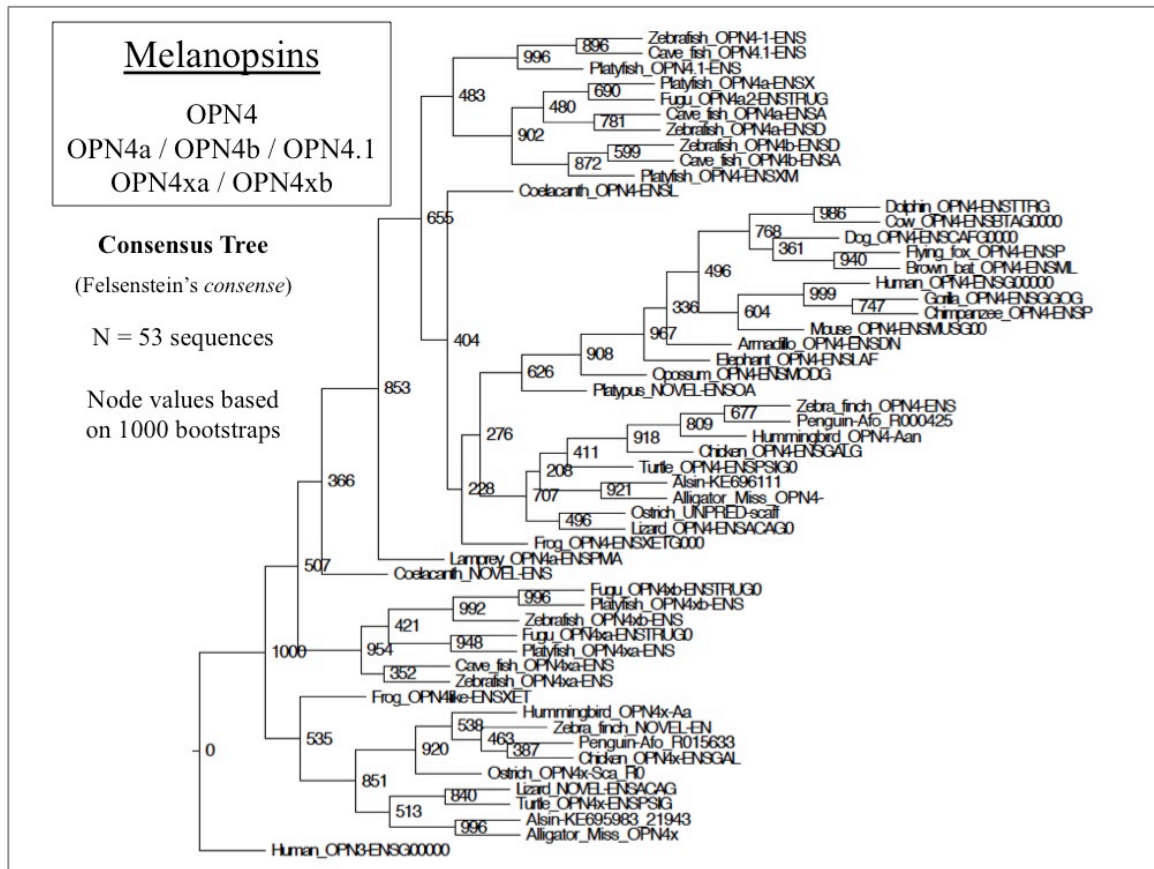 Melanopsins
OPN4
OPN4a / OPN4b / OPN4.1
OPN4xa / OPN4xb
Consensus Tree
(Felsenstein's consense)
N = 53 sequences
Node values based
on 1000 bootstraps
Zebrafish_OPN4-1-ENS
896
Cave_fish_OPN4.1-ENS
996
Platyfish_OPN4.1-ENS
Platyfish_OPN4a-ENSX
483
690
Fugu_OPN4a2-ENSTRUG
480
Cave_fish_OPN4a-ENSA
781
Zebrafish_OPN4a-ENSD
902
Zebrafish_OPN4b-ENSD
599
Cave_fish_OPN4b-ENSA
872
Platyfish_OPN4-ENSXM
Coelacanth_OPN4-ENSL
655
Dolphin_OPN4-ENSTTRG
986
Cow_OPN4-ENSBTAG0000
768
Dog_OPN4-ENSCAFG0000
361
Flying_fox_OPN4-ENSP
940
Brown_bat_OPN4-ENSML
496
Human_OPN4-ENSG00000
999
Gorilla_OPN4-ENSGGOG
747
Chimpanzee_OPN4-ENSP
336
604
Mouse_OPN4-ENSMUSG00
967
Armadillo_OPN4-ENSDN
404
908
Elephant_OPN4-ENSLAF
626
Opossum_OPN4-ENSMODG
Platypus_NOVEL-ENSOA
853
Zebra_finch_OPN4-ENS
677
Penguin-Afo_R000425
809
Hummingbird_OPN4-Aan
276
918
Chicken_OPN4-ENSGALG
411
Turtle_OPN4-ENSPSIG0
208
Alsin-KE696111
366
228
707
921
Alligator_Miss_OPN4-
Ostrich_UNPRED-scaff
496
Lizard_OPN4-ENSACAG0
Frog_OPN4-ENSXETG000
Lamprey_OPN4a-ENSPMA
507
Coelacanth_NOVEL-ENS
Fugu_OPN4xb-ENSTRUG0
996
Platyfish_OPN4xb-ENS
992
Zebrafish_OPN4xb-ENS
421
Fugu_OPN4xa-ENSTRUG0
948
Platyfish_OPN4xa-ENS
1000
954
Cave_fish_OPN4xa-ENS
352
Zebrafish_OPN4xa-ENS
Frog_OPN4like-ENSXET
Hummingbird_OPN4x-Aa
538
Zebra_finch_NOVEL-EN
535
463
Penguin-Afo_R015633
0
920
387
Chicken_OPN4x-ENSGAL
Ostrich_OPN4x-Sca_R0
851
Lizard_NOVEL-ENSACAG
840
Turtle_OPN4x-ENSPSIG
513
Alsin-KE695983_21943
996
Alligator_Miss_OPN4x
Human_OPN3-ENSG00000